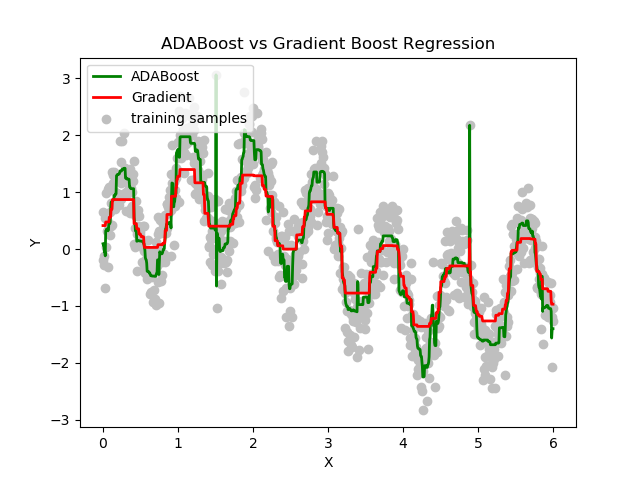 ADABoost vs Gradient Boost Regression
ADABoost
Gradient
training samples
Y
3
2
1
0
−1
−2
−3
0 1 2 3 4 5 6
X